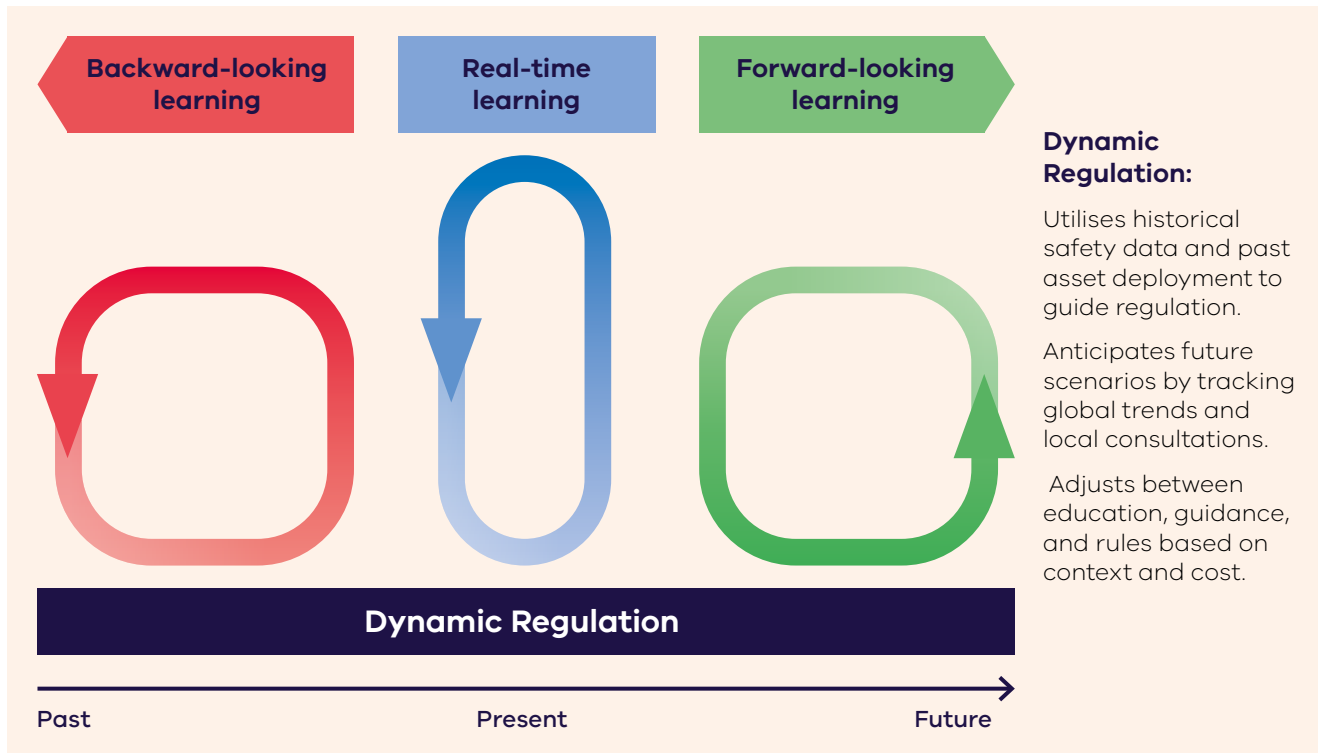 Backward-looking
learning
Real-time
learning
Forward-looking
learning
Dynamic
Regulation:
Utilises historical
safety data and past
asset deployment to
guide regulation.
Anticipates future
scenarios by tracking
global trends and
local consultations.
Adjusts between
education, guidance,
and rules based on
context and cost.
Dynamic Regulation
Past
Present
Future